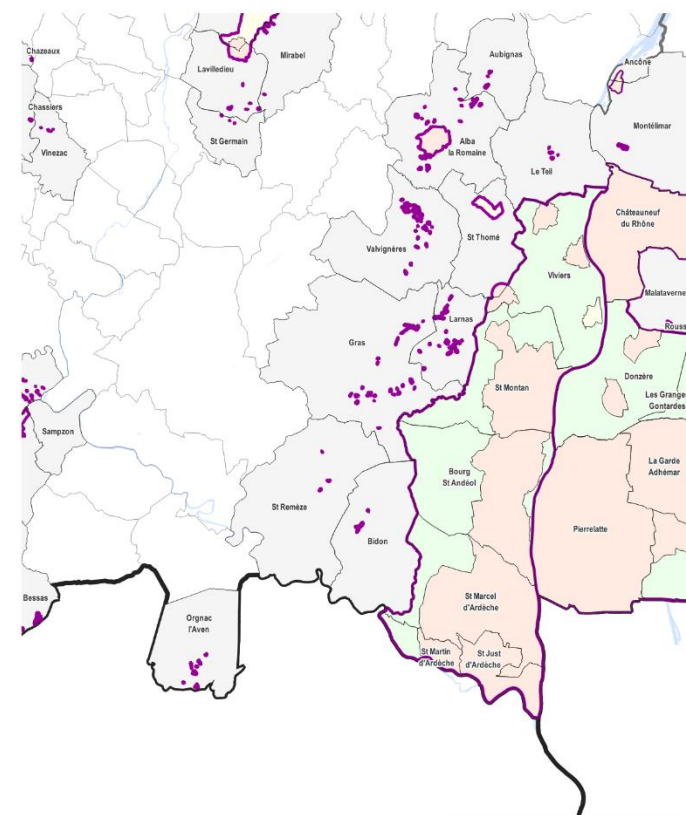 Chazeaux
Mirabel
Lavilledieu
Aubignas
Ancône
Chassiers
Vinezac
St Germain
Alba
la Romaine
Montélimar
Le Teil
Châteauneuf
du Rhône
St Thomé
Valvignères
Viviers
Malataverne
Larnas
Gras
Rouss
Donzère
St Montan
Les Grange
Gontardes
Sampzon
Bourg
St Andéol
La Garde
Adhémar
St Remèze
Pierrelatte
Bidon
Bessas
St Marcel
d'Ardèche
Orgnac
l'Aven
St Martin
d'Ardèche
St Just
d'Ardèche